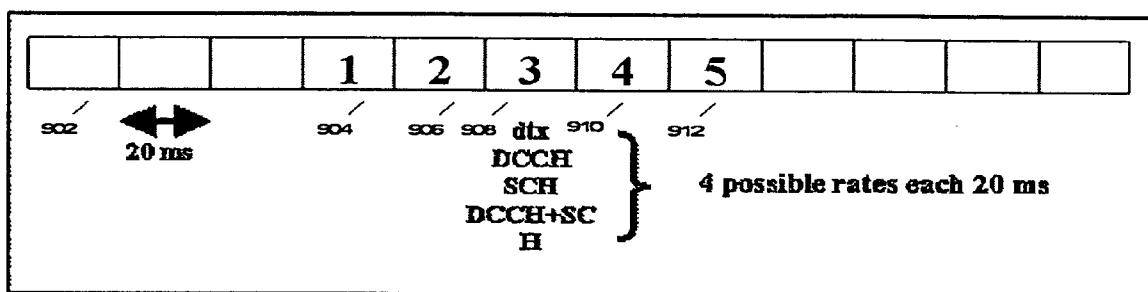 1 2 3 4 5
902 904 906 908 dtx 910 912
20 ms
DCCH
SCH 4 possible rates each 20 ms
DCCH+SC
H